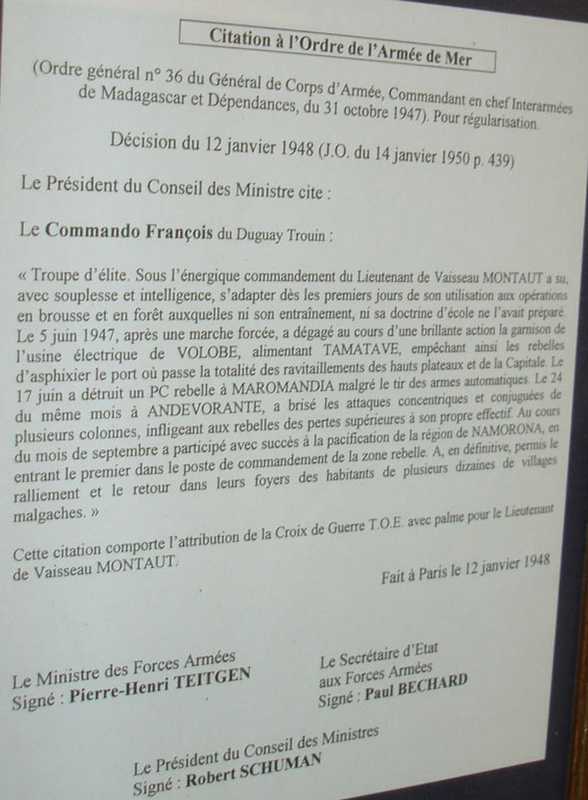 Citation à l'Ordre de l'Armée de Mer
(Ordre général n° 36 du Général de Corps d'Armée, Commandant en chef Interarmées
de Madagascar et Dépendances, du 31 octobre 1947). Pour régularisation.
Décision du 12 janvier 1948 (J.O. du 14 janvier 1950 p. 439)
Le Président du Conseil des Ministre cite :
Le Commando François du Duguay Trouin :
« Troupe d'élite. Sous l'énergique commandement du Lieutenant de Vaisseau MONTAUT a su,
avec souplesse et intelligence, s'adapter dès les premiers jours de son utilisation aux opérations
en brousse et en forêt auxquelles ni son entraînement, ni sa doctrine d'école ne l'avait préparé.
Le 5 juin 1947, après une marche forcée, a dégagé au cours d'une brillante action la garnison de
l'usine électrique de VOLOBE, alimentant TAMATAVE, empêchant ainsi les rebelles
d'asphixier le port où passe la totalité des ravitaillements des hauts plateaux et de la Capitale. Le
17 juin a détruit un PC rebelle à MAROMANDIA malgré le tir des armes automatiques. Le 24
du même mois à ANDEVORANTE, a brisé les attaques concentriques et conjuguées de
plusieurs colonnes, infligeant aux rebelles des pertes supérieures à son propre effectif. Au cours
du mois de septembre a participé avec succès à la pacification de la région de NAMORONA, en
entrant le premier dans le poste de commandement de la zone rebelle. A, en définitive, permis le
ralliement et le retour dans leurs foyers des habitants de plusieurs dizaines de villages
malgaches. »
Cette citation comporte l'attribution de la Croix de Guerre T.O.E. avec palme pour le Lieutenant
de Vaisseau MONTAUT.
Fait à Paris le 12 janvier 1948
Le Ministre des Forces Armées
Signé : Pierre-Henri TEITGEN
Le Secrétaire d'Etat
aux Forces Armées
Signé : Paul BECHARD
Le Président du Conseil des Ministres
Signé : Robert SCHUMAN